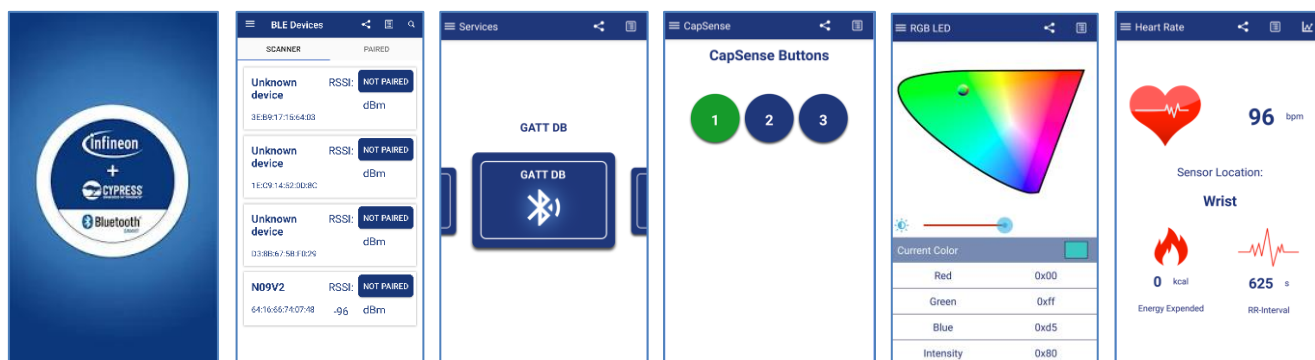 infineon
+
CYPRESS
Bluetooth
BLE Devices
SCANNER PAIRED
Unknown device RSSI: NOT PAIRED
dBm
3E:B9:17:16:64:03
Unknown device RSSI: NOT PAIRED
dBm
1E:C9:14:52:0D:8C
Unknown device RSSI: NOT PAIRED
dBm
D3:8B:67:5B:FD:29
N09V2 RSSI: NOT PAIRED
64:16:66:74:07:48 -96 dBm
Services
GATT DB
GATT DB
CapSense
CapSense Buttons
1 2 3
RGB LED
Current Color
Red 0x00
Green 0xff
Blue 0xd5
Intensity 0x80
Heart Rate
96 bpm
Sensor Location:
Wrist
0 kcal 625 s
Energy Expended RR-Interval